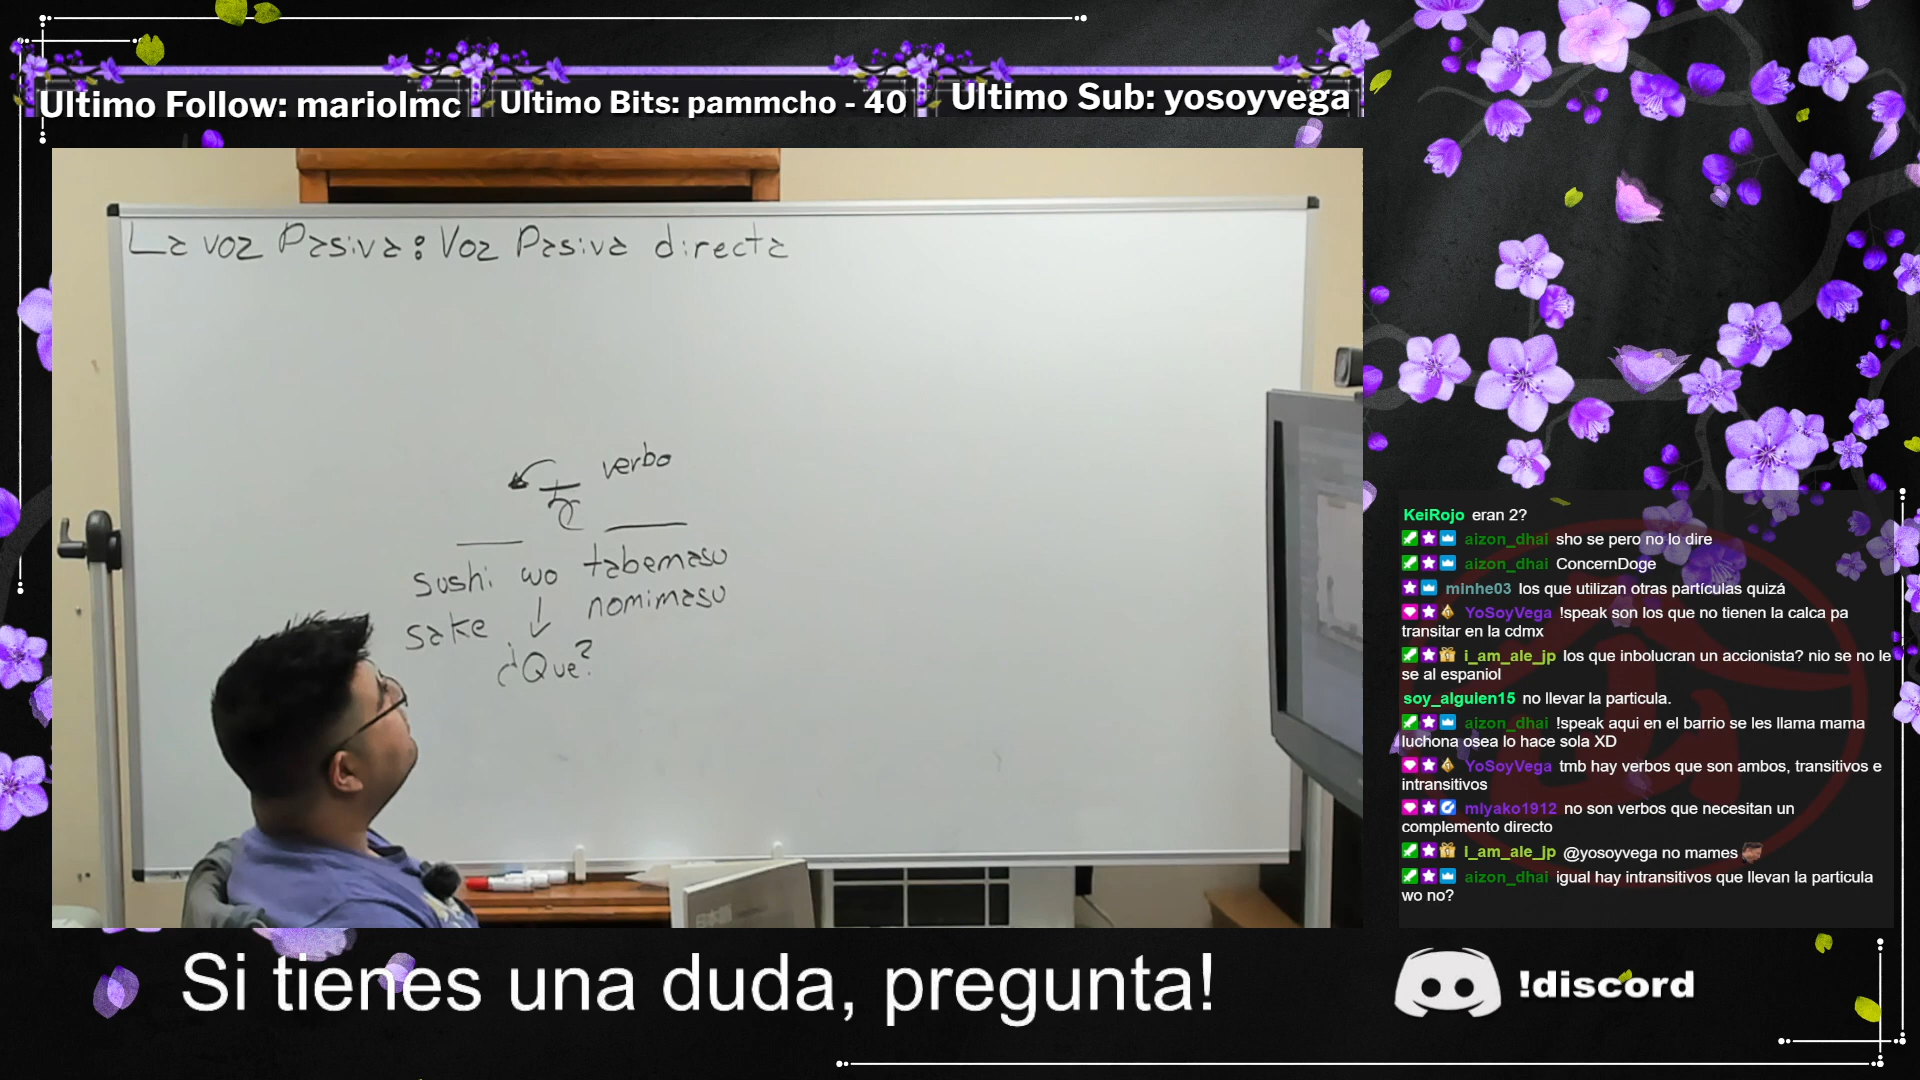 Ultimo Follow: mariolmc
Ultimo Bits: pammcho - 40
Ultimo Sub: yosoyvega
La voz Pasiva: Voz Pasiva directa
verbo
を
sushi wo tabemasu
sake nomimasu
¿Que?
KeiRojo eran 2?
aizon_dhai sho se pero no lo dire
aizon_dhai ConcernDoge
minhe03 los que utilizan otras partículas quizá
YoSoyVega !speak son los que no tienen la calca pa
transitar en la cdmx
i_am_ale_jp los que inbolucran un accionista? nio se no le
se al espaniol
soy_alguien15 no llevar la particula.
aizon_dhai !speak aqui en el barrio se les llama mama
luchona osea lo hace sola XD
YoSoyVega tmb hay verbos que son ambos, transitivos e
intransitivos
miyako1912 no son verbos que necesitan un
complemento directo
i_am_ale_jp @yosoyvega no mames
aizon_dhai igual hay intransitivos que llevan la particula
wo no?
Si tienes una duda, pregunta!
!discord